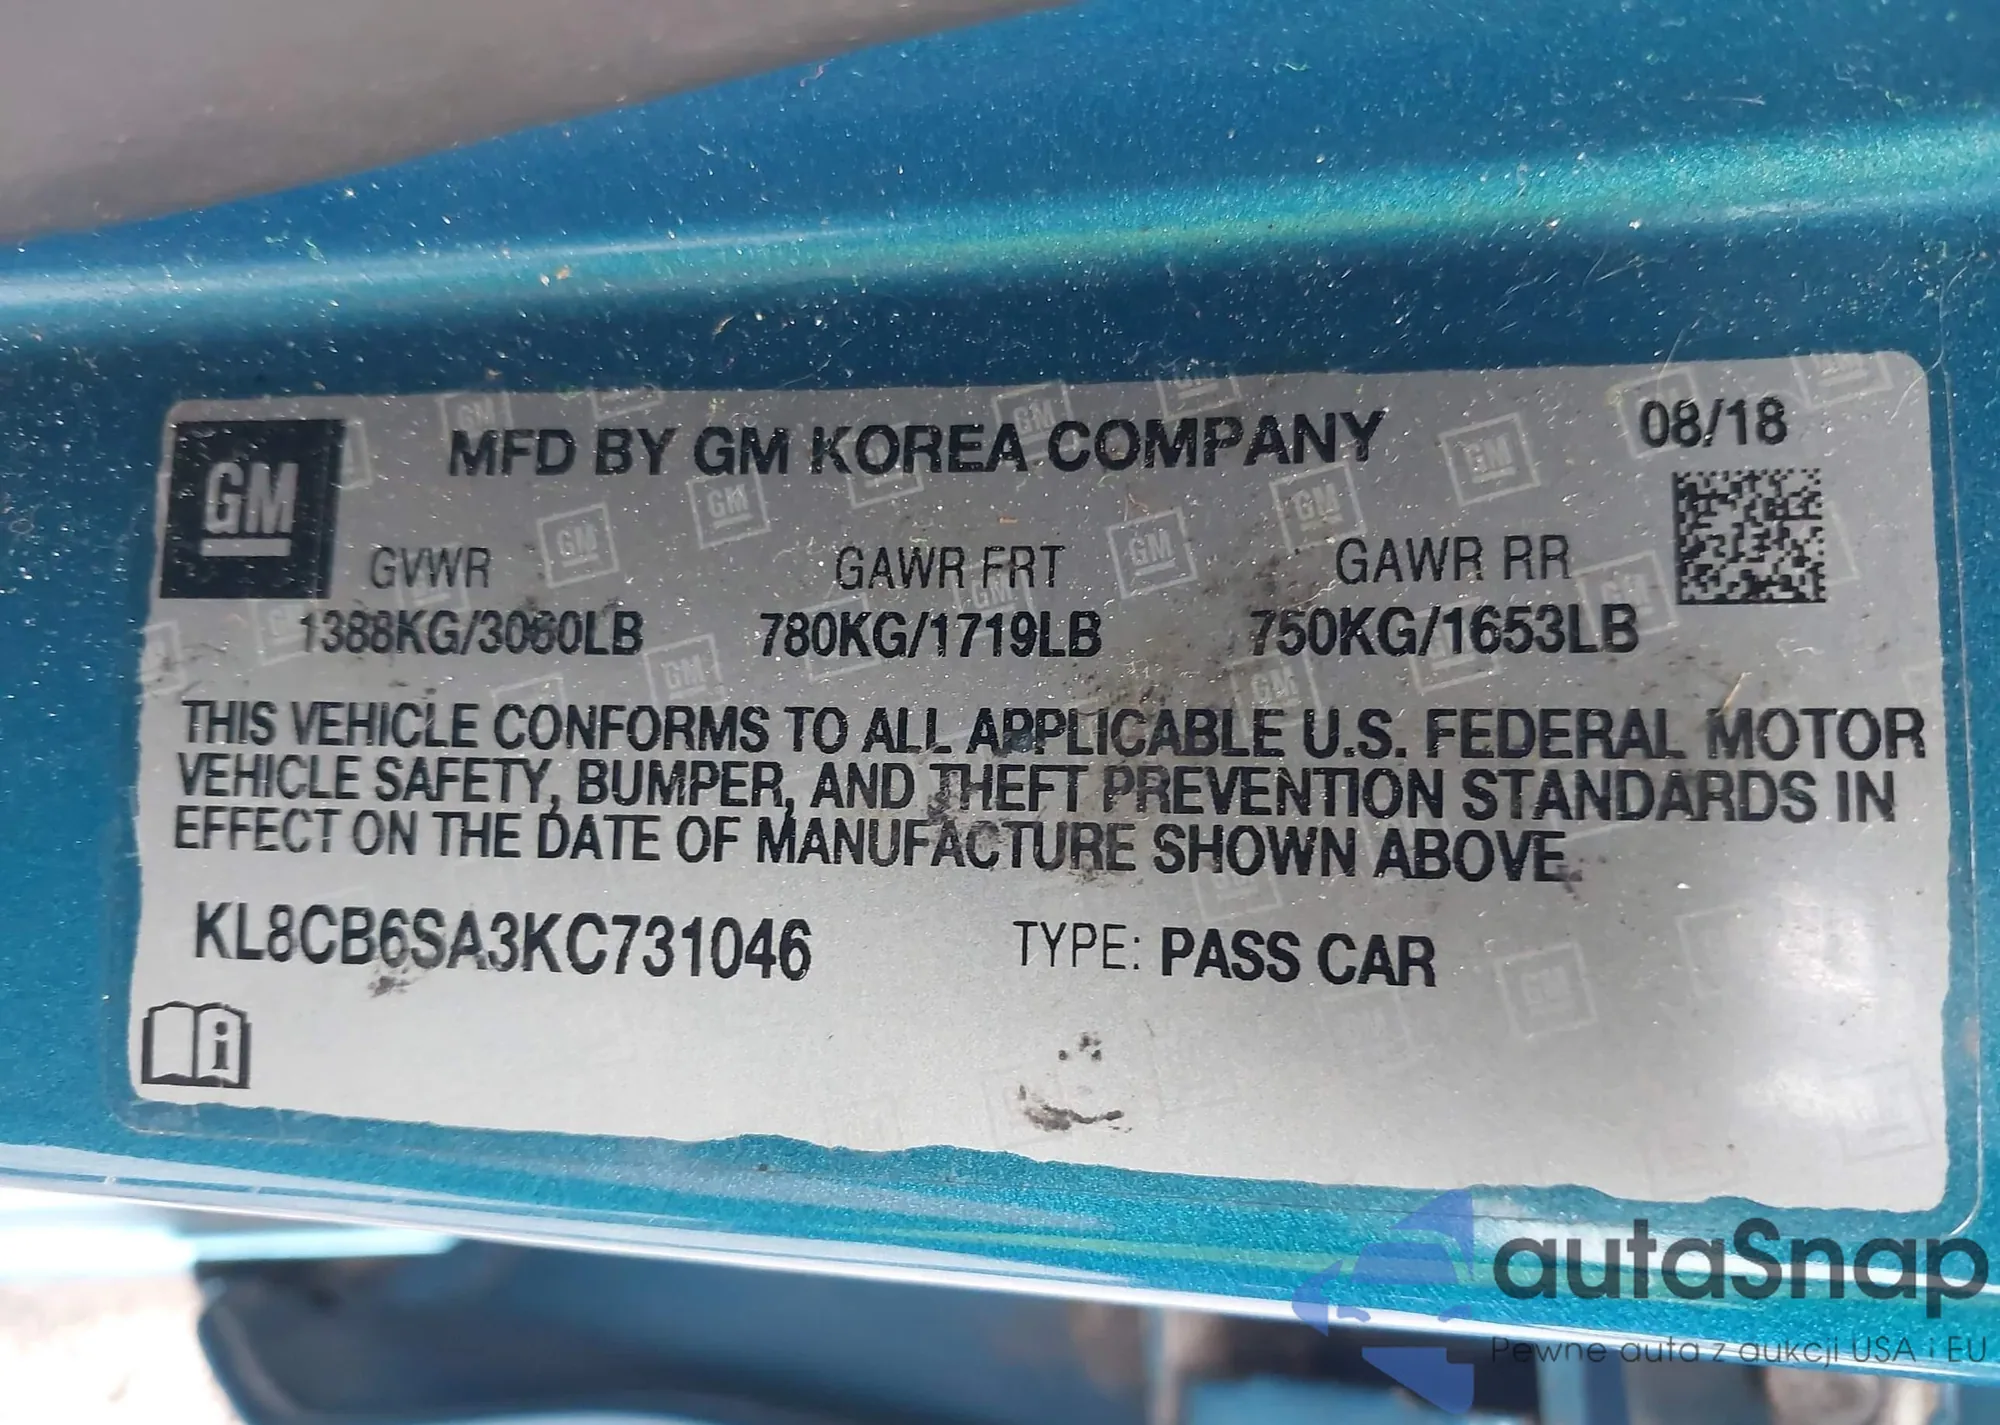 GM
MFD BY GM KOREA COMPANY
08/18
GVWR
GAWR FRT
GAWR RR
1388KG/3060LB
780KG/1719LB
750KG/1653LB
THIS VEHICLE CONFORMS TO ALL APPLICABLE U.S. FEDERAL MOTOR
VEHICLE SAFETY, BUMPER, AND THEFT PREVENTION STANDARDS IN
EFFECT ON THE DATE OF MANUFACTURE SHOWN ABOVE.
KL8CB6SA3KC731046
TYPE: PASS CAR
i
autaSnap
Pewne auta z aukcji USA i EU